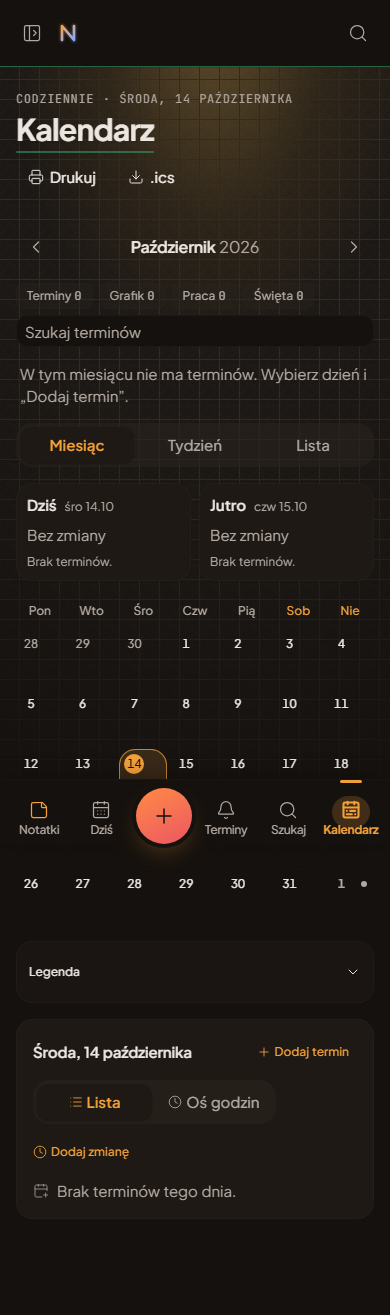 N
CODZIENNIE · ŚRODA, 14 PAŹDZIERNIKA
Kalendarz
Drukuj .ics
Październik 2026
Terminy 0 Grafik 0 Praca 0 Święta 0
Szukaj terminów
W tym miesiącu nie ma terminów. Wybierz dzień i
„Dodaj termin”.
Miesiąc Tydzień Lista
Dziś śro 14.10 Jutro czw 15.10
Bez zmiany Bez zmiany
Brak terminów. Brak terminów.
Pon Wto Śro Czw Pią Sob Nie
28 29 30 1 2 3 4
5 6 7 8 9 10 11
12 13 14 15 16 17 18
Notatki Dziś Terminy Szukaj Kalendarz
26 27 28 29 30 31 1
Legenda
Środa, 14 października + Dodaj termin
Lista Oś godzin
Dodaj zmianę
Brak terminów tego dnia.